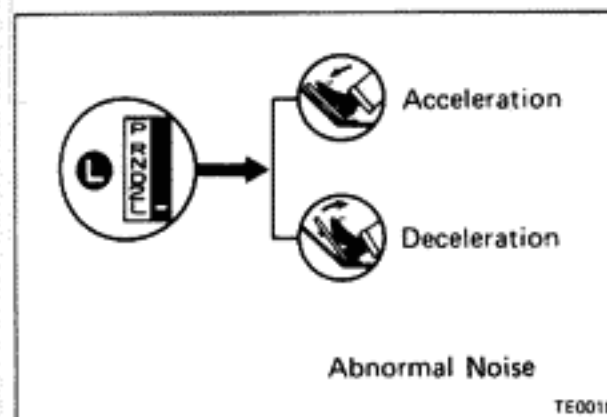 Acceleration
L
P
R
N
D
2
L
Deceleration
Abnormal Noise